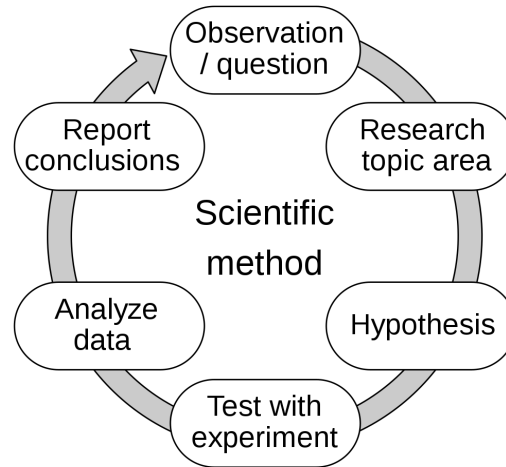 Observation
/ question
Research
topic area
Hypothesis
Test with
experiment
Analyze
data
Report
conclusions
Scientific
method